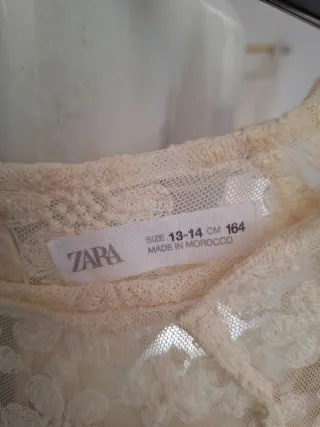 ZARA
SIZE 13-14 CM 164
MADE IN MOROCCO